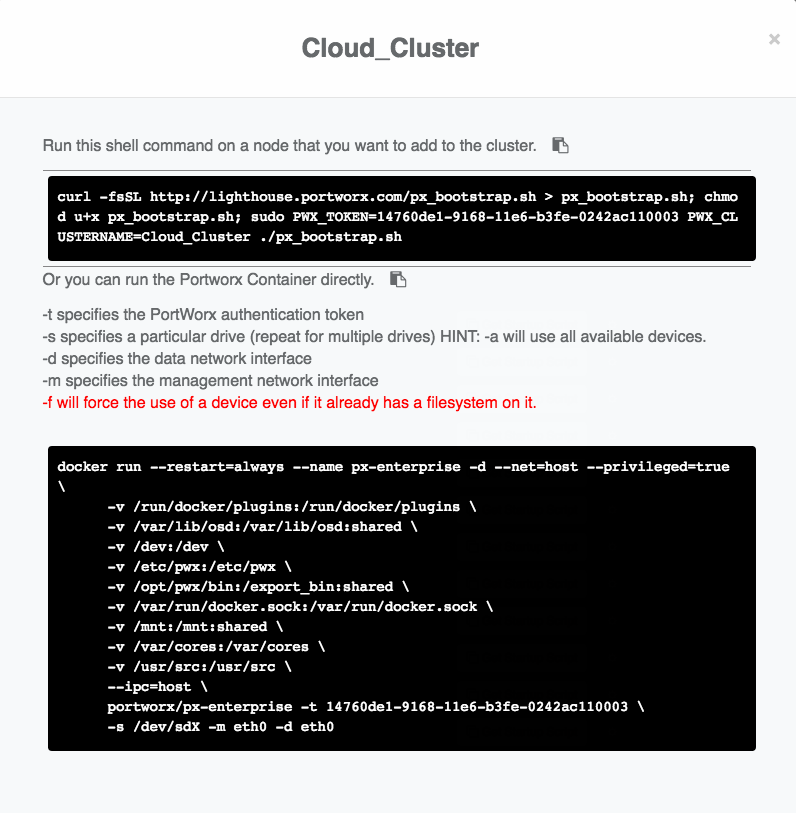 Cloud_Cluster
×
Run this shell command on a node that you want to add to the cluster.
curl -fsSL http://lighthouse.portworx.com/px_bootstrap.sh > px_bootstrap.sh; chmo
d u+x px_bootstrap.sh; sudo PWX_TOKEN=14760de1-9168-11e6-b3fe-0242ac110003 PWX_CL
USTERNAME=Cloud_Cluster ./px_bootstrap.sh
Or you can run the Portworx Container directly.
-t specifies the PortWorx authentication token
-s specifies a particular drive (repeat for multiple drives) HINT: -a will use all available devices.
-d specifies the data network interface
-m specifies the management network interface
-f will force the use of a device even if it already has a filesystem on it.
docker run --restart=always --name px-enterprise -d --net=host --privileged=true
\
-v /run/docker/plugins:/run/docker/plugins \
-v /var/lib/osd:/var/lib/osd:shared \
-v /dev:/dev \
-v /etc/pwx:/etc/pwx \
-v /opt/pwx/bin:/export_bin:shared \
-v /var/run/docker.sock:/var/run/docker.sock \
-v /mnt:/mnt:shared \
-v /var/cores:/var/cores \
-v /usr/src:/usr/src \
--ipc=host \
portworx/px-enterprise -t 14760de1-9168-11e6-b3fe-0242ac110003 \
-s /dev/sdX -m eth0 -d eth0